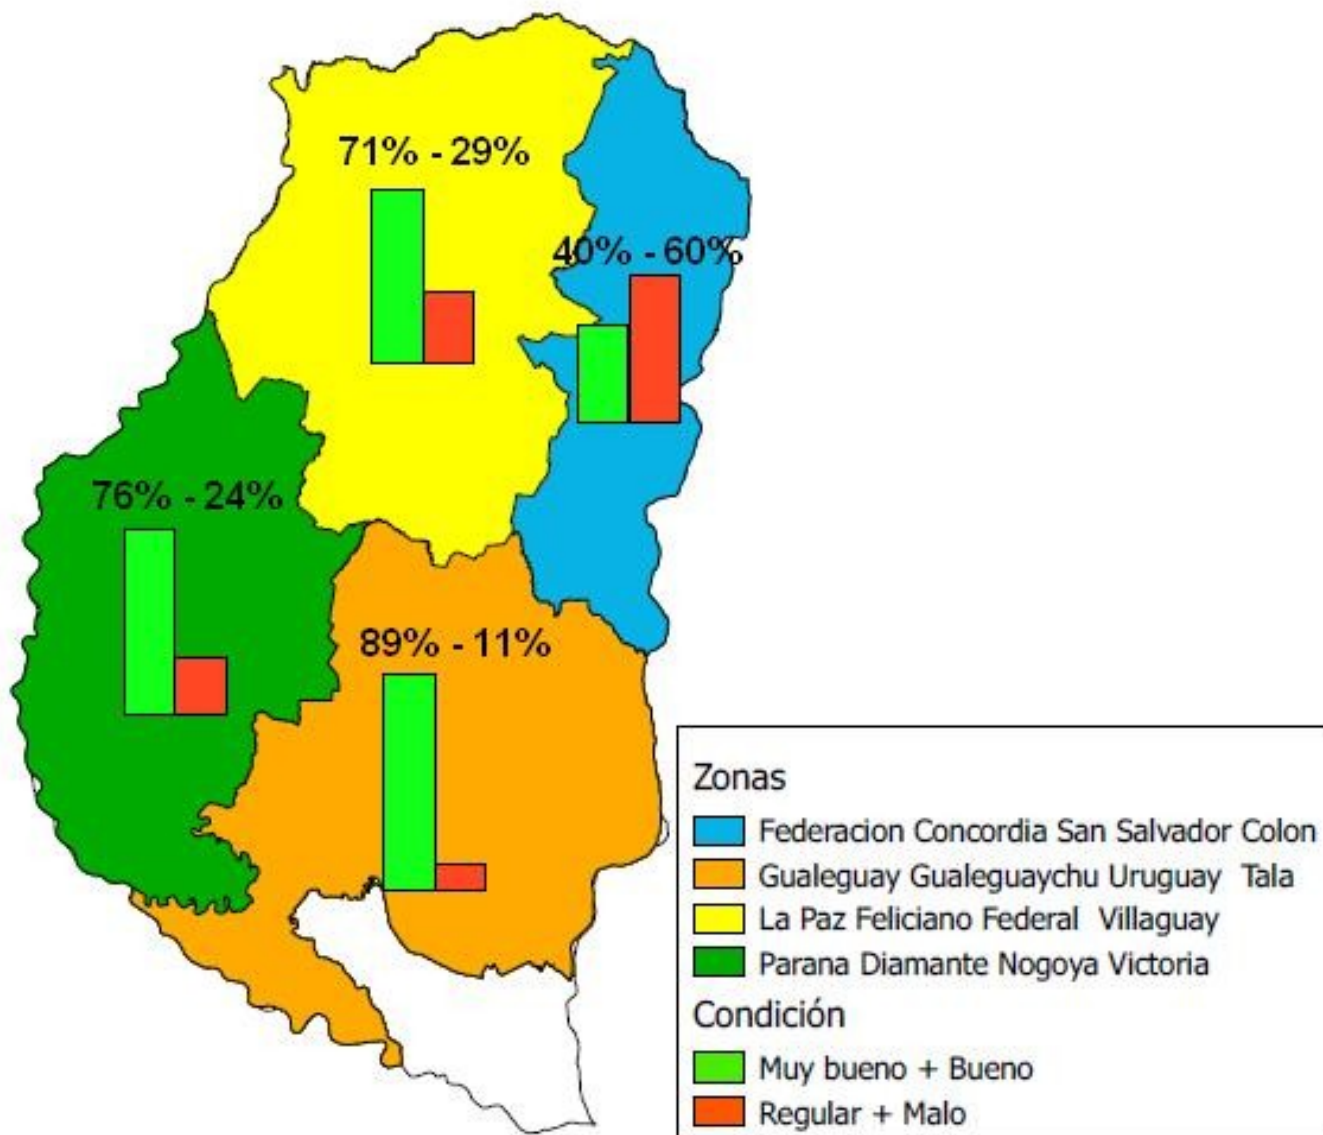 71% - 29%
40% - 60%
76% - 24%
89% - 11%
Zonas
Federacion Concordia San Salvador Colon
Gualeguay Gualeguaychu Uruguay Tala
La Paz Feliciano Federal Villaguay
Parana Diamante Nogoya Victoria
Condición
Muy bueno + Bueno
Regular + Malo